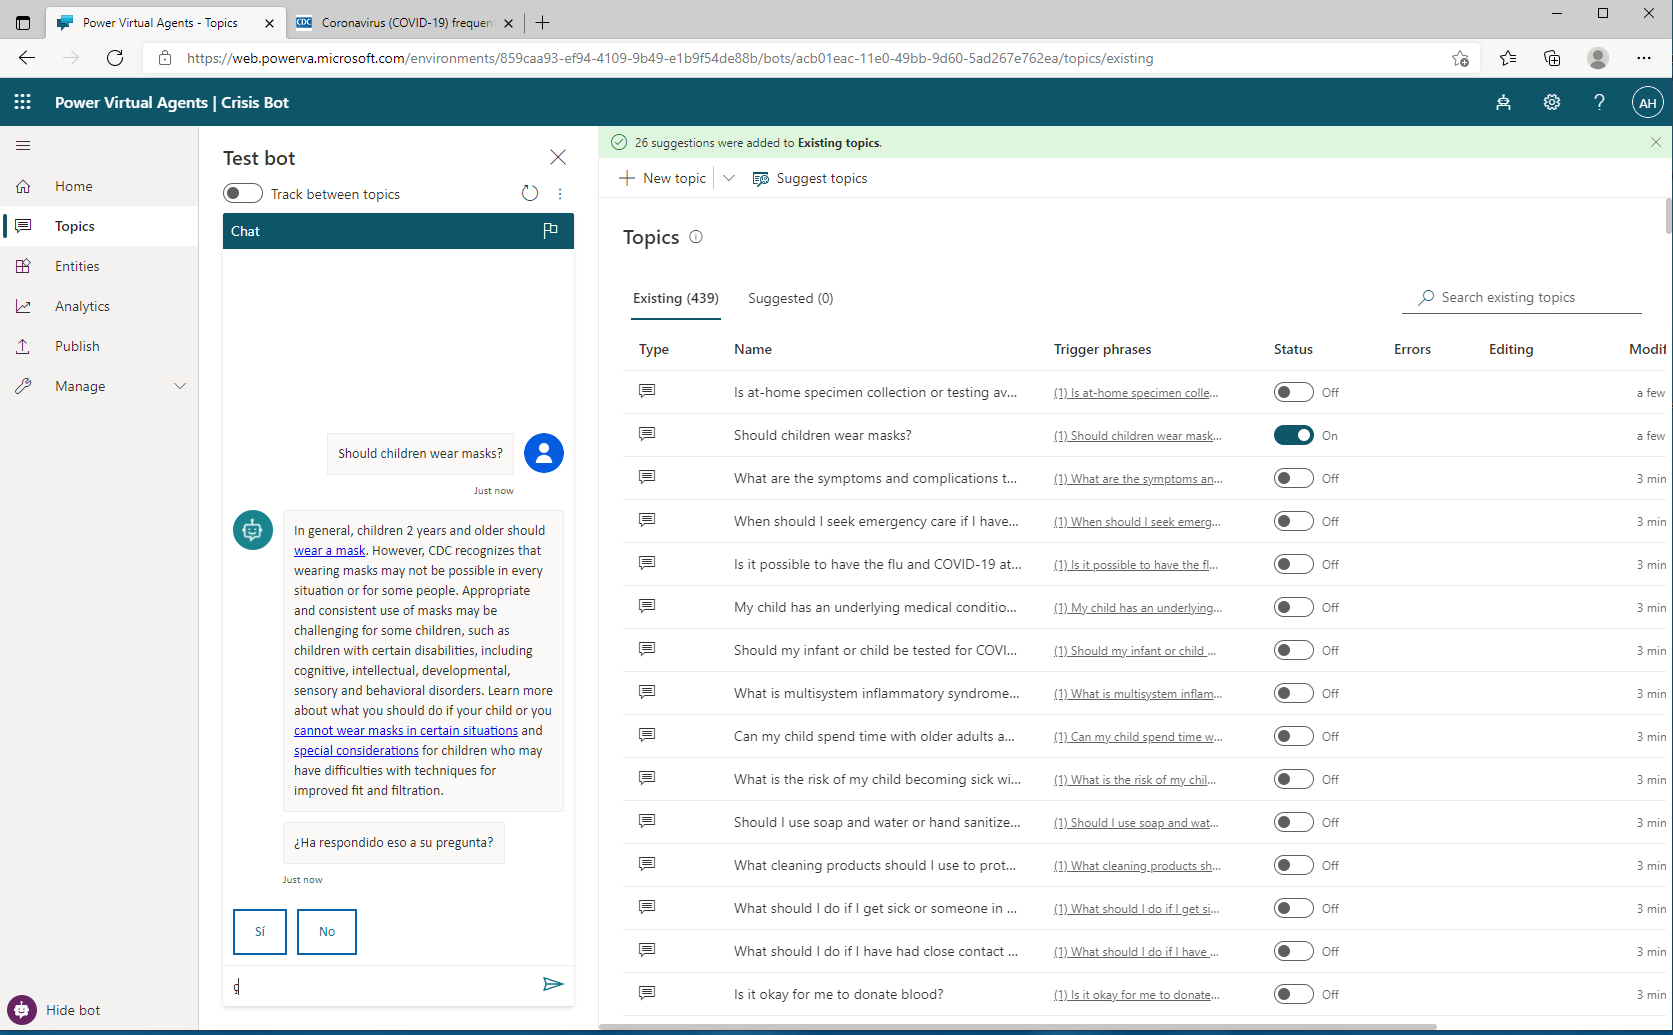 Power Virtual Agents - Topics
Coronavirus (COVID-19) frequen
https://web.powerva.microsoft.com/environments/859caa93-ef94-4109-9b49-e1b9f54de88b/bots/acb01eac-11e0-49bb-9d60-5ad267e762ea/topics/existing
Power Virtual Agents | Crisis Bot
AH
Home
Topics
Entities
Analytics
Publish
Manage
Hide bot
Test bot
Track between topics
Chat
Should children wear masks?
Just now
In general, children 2 years and older should
wear a mask. However, CDC recognizes that
wearing masks may not be possible in every
situation or for some people. Appropriate
and consistent use of masks may be
challenging for some children, such as
children with certain disabilities, including
cognitive, intellectual, developmental,
sensory and behavioral disorders. Learn more
about what you should do if your child or you
cannot wear masks in certain situations and
special considerations for children who may
have difficulties with techniques for
improved fit and filtration.
¿Ha respondido eso a su pregunta?
Just now
Sí No
ç
26 suggestions were added to Existing topics.
New topic Suggest topics
Topics
Existing (439) Suggested (0) Search existing topics
Type Name Trigger phrases Status Errors Editing Modif
Is at-home specimen collection or testing av... (1) Is at-home specimen colle... Off a few
Should children wear masks? (1) Should children wear mask... On a few
What are the symptoms and complications t... (1) What are the symptoms an... Off 3 min
When should I seek emergency care if I have... (1) When should I seek emerg... Off 3 min
Is it possible to have the flu and COVID-19 at... (1) Is it possible to have the fl... Off 3 min
My child has an underlying medical conditio... (1) My child has an underlying... Off 3 min
Should my infant or child be tested for COVI... (1) Should my infant or child ... Off 3 min
What is multisystem inflammatory syndrome... (1) What is multisystem inflam... Off 3 min
Can my child spend time with older adults a... (1) Can my child spend time w... Off 3 min
What is the risk of my child becoming sick wi... (1) What is the risk of my chil... Off 3 min
Should I use soap and water or hand sanitize... (1) Should I use soap and wat... Off 3 min
What cleaning products should I use to prot... (1) What cleaning products sh... Off 3 min
What should I do if I get sick or someone in ... (1) What should I do if I get si... Off 3 min
What should I do if I have had close contact ... (1) What should I do if I have ... Off 3 min
Is it okay for me to donate blood? (1) Is it okay for me to donate... Off 3 min